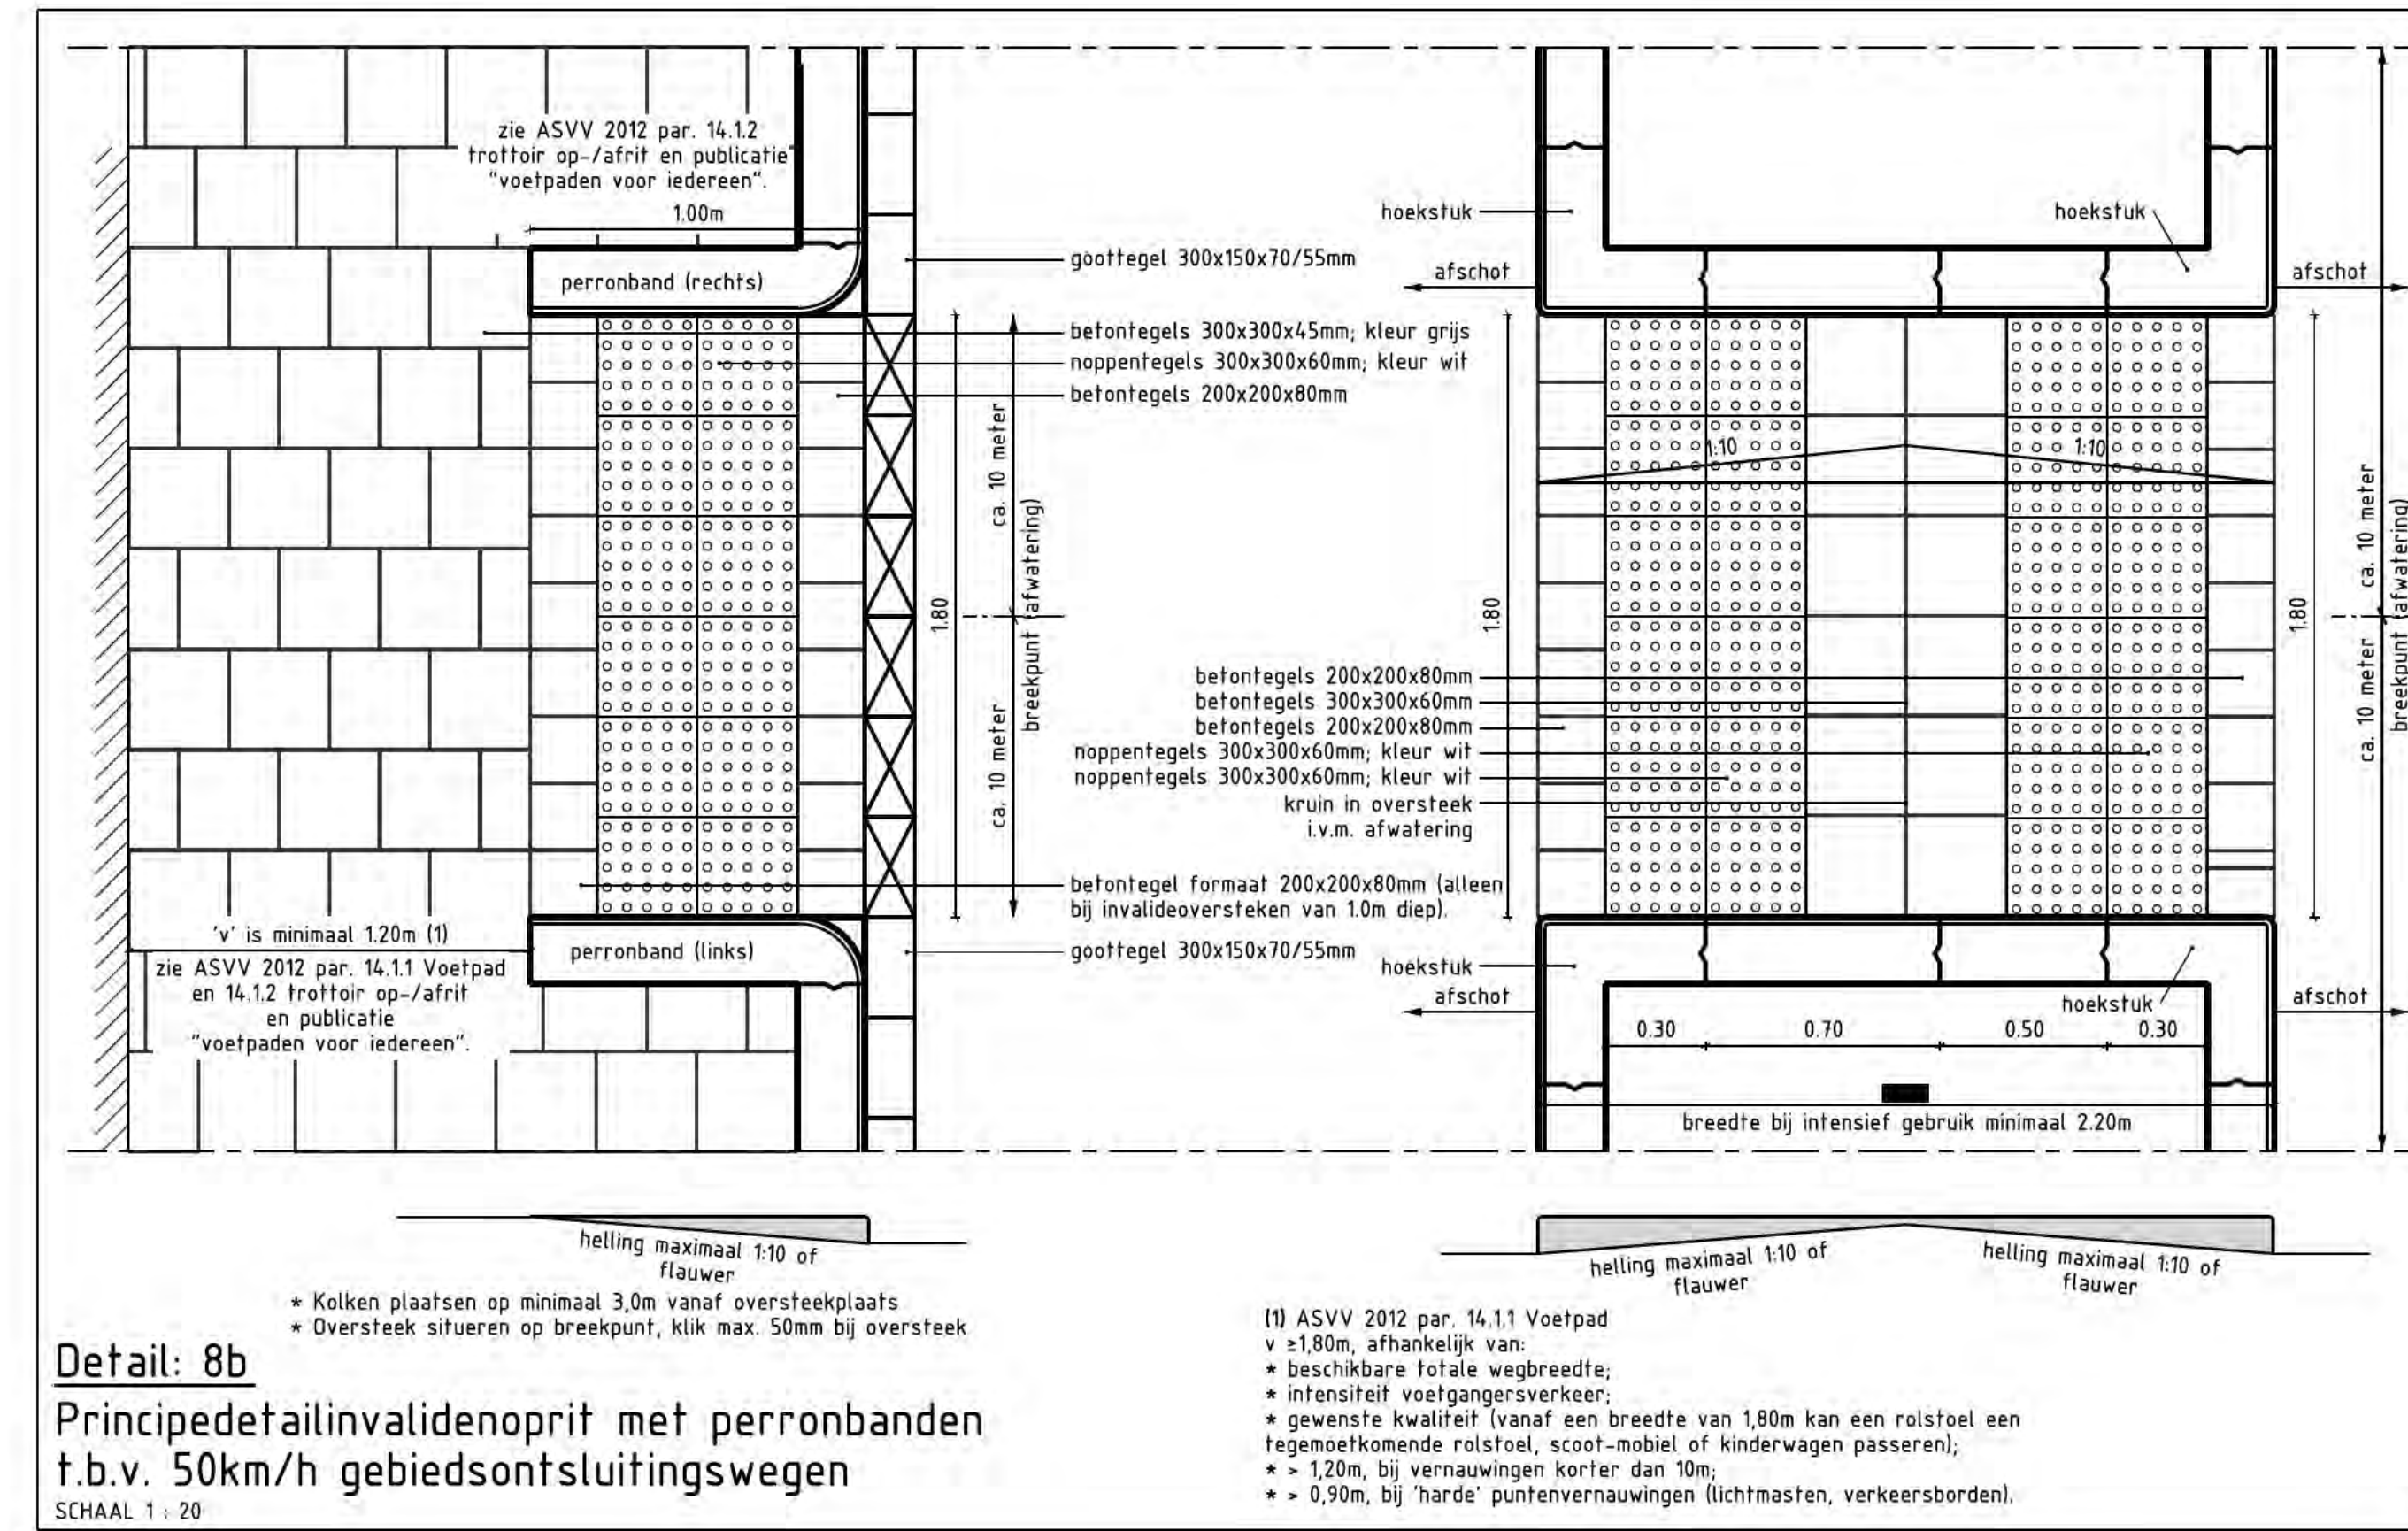 zie ASVV 2012 par. 14.1.2
trottoir op-/afrit en publicatie
"voetpaden voor iedereen".
1.00m
perronband (rechts)
goottegel 300x150x70/55mm
betontegels 300x300x45mm; kleur grijs
noppentegels 300x300x60mm; kleur wit
betontegels 200x200x80mm
ca. 10 meter
1.80
breekpunt (afwatering)
ca. 10 meter
betontegel formaat 200x200x80mm (alleen
bij invalideoversteken van 1.0m diep).
goottegel 300x150x70/55mm
'v' is minimaal 1.20m (1)
perronband (links)
zie ASVV 2012 par. 14.1.1 Voetpad
en 14.1.2 trottoir op-/afrit
en publicatie
"voetpaden voor iedereen".
hoekstuk
hoekstuk
afschot
afschot
1:10
1:10
1.80
1.80
ca. 10 meter
ca. 10 meter
breekpunt (afwatering)
betontegels 200x200x80mm
betontegels 300x300x60mm
betontegels 200x200x80mm
noppentegels 300x300x60mm; kleur wit
noppentegels 300x300x60mm; kleur wit
kruin in oversteek
i.v.m. afwatering
hoekstuk
afschot
hoekstuk
afschot
0.30
0.70
0.50
0.30
breedte bij intensief gebruik minimaal 2.20m
helling maximaal 1:10 of
flauwer
helling maximaal 1:10 of
flauwer
helling maximaal 1:10 of
flauwer
* Kolken plaatsen op minimaal 3,0m vanaf oversteekplaats
* Oversteek situeren op breekpunt, klik max. 50mm bij oversteek
Detail: 8b
Principedetailinvalidenoprit met perronbanden
t.b.v. 50km/h gebiedsontsluitingswegen
SCHAAL 1 : 20
(1) ASVV 2012 par. 14.1.1 Voetpad
v ≥1,80m, afhankelijk van:
* beschikbare totale wegbreedte;
* intensiteit voetgangersverkeer;
* gewenste kwaliteit (vanaf een breedte van 1,80m kan een rolstoel een
tegemoetkomende rolstoel, scoot-mobiel of kinderwagen passeren);
* > 1,20m, bij vernauwingen korter dan 10m;
* > 0,90m, bij 'harde' puntenvernauwingen (lichtmasten, verkeersborden).